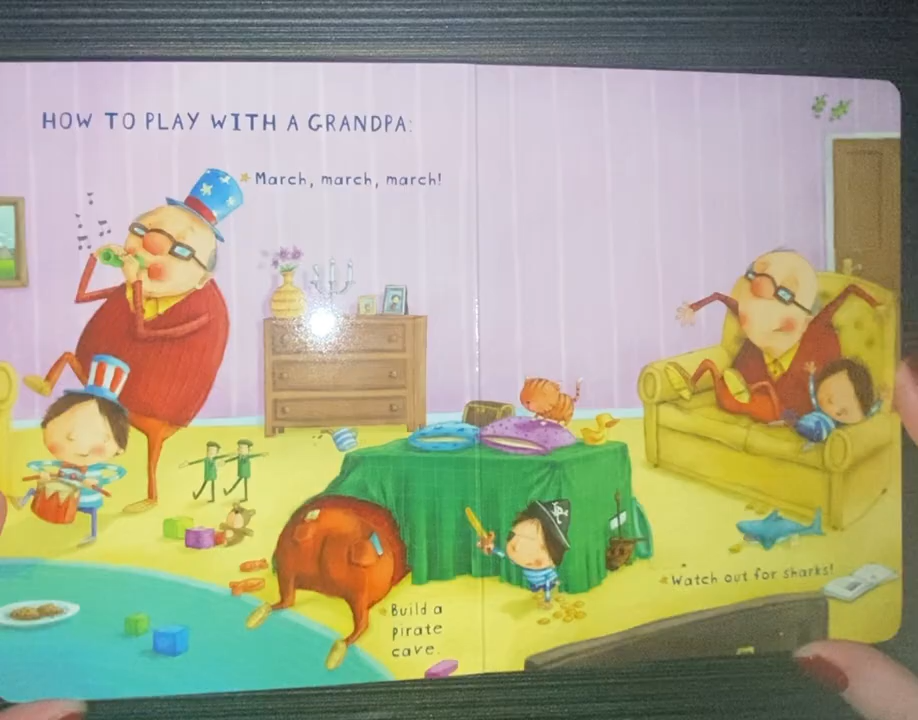 HOW TO PLAY WITH A GRANDPA:
March, march, march!
Build a
pirate
cave.
Watch out for sharks!